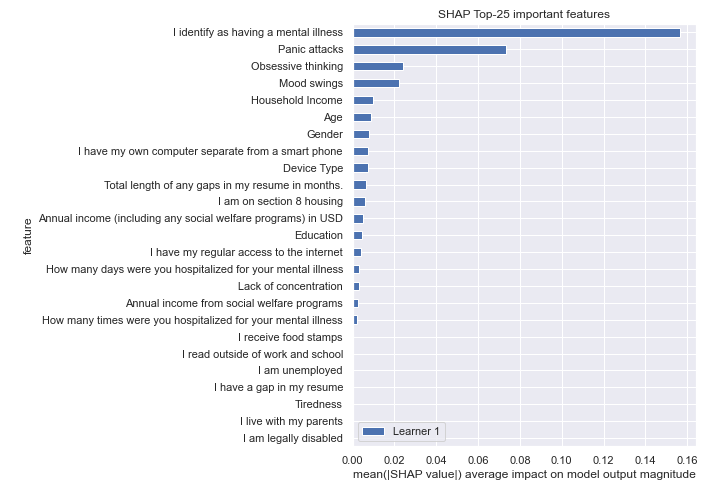 SHAP Top-25 important features
I identify as having a mental illness
Panic attacks
Obsessive thinking
Mood swings
Household Income
Age
Gender
I have my own computer separate from a smart phone
Device Type
Total length of any gaps in my resume in months.
I am on section 8 housing
Annual income (including any social welfare programs) in USD
Education
I have my regular access to the internet
How many days were you hospitalized for your mental illness
Lack of concentration
Annual income from social welfare programs
How many times were you hospitalized for your mental illness
I receive food stamps
I read outside of work and school
I am unemployed
I have a gap in my resume
Tiredness
I live with my parents
I am legally disabled
feature
Learner 1
0.00 0.02 0.04 0.06 0.08 0.10 0.12 0.14 0.16
mean(|SHAP value|) average impact on model output magnitude